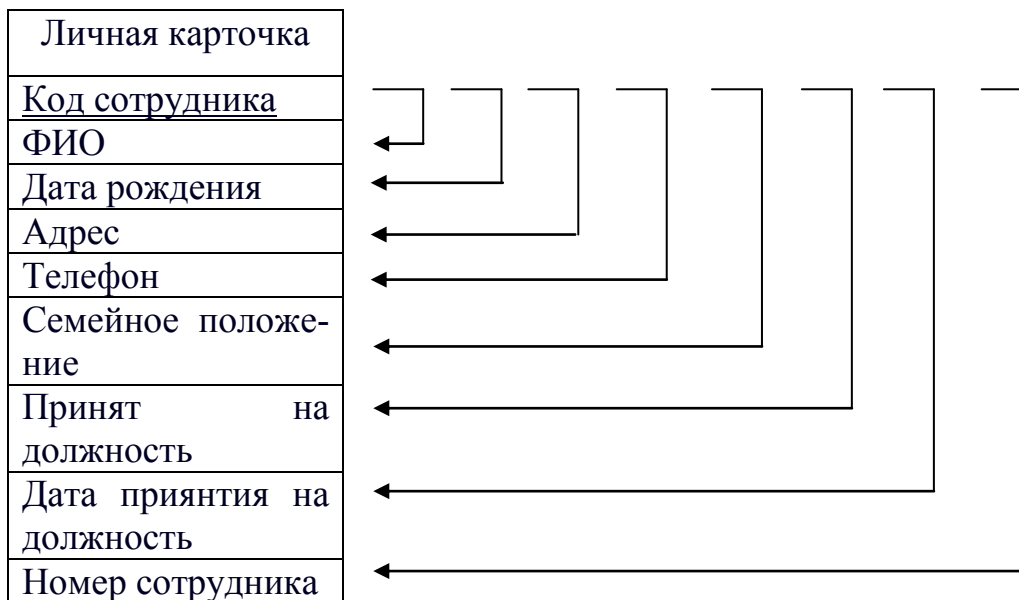 Личная карточка
Код сотрудника
ФИО
Дата рождения
Адрес
Телефон
Семейное положе-
ние
Принят на
должность
Дата приянтия на
должность
Номер сотрудника